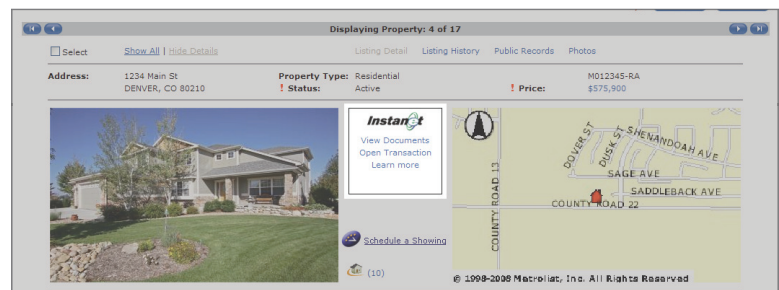 Displaying Property: 4 of 17
Select Show All | Hide Details Listing Detail Listing History Public Records Photos
Address: 1234 Main St Property Type: Residential M012345-RA
DENVER, CO 80210 ! Status: Active ! Price: $575,900
Instanet
View Documents
Open Transaction
Learn more
Schedule a Showing
(10)
DOVER ST
DUSK ST
SHENANDOAH AVE
SAGE AVE
SADDLEBACK AVE
COUNTY ROAD 22
COUNTY ROAD 13
© 1998-2008 Metrolist, Inc. All Rights Reserved